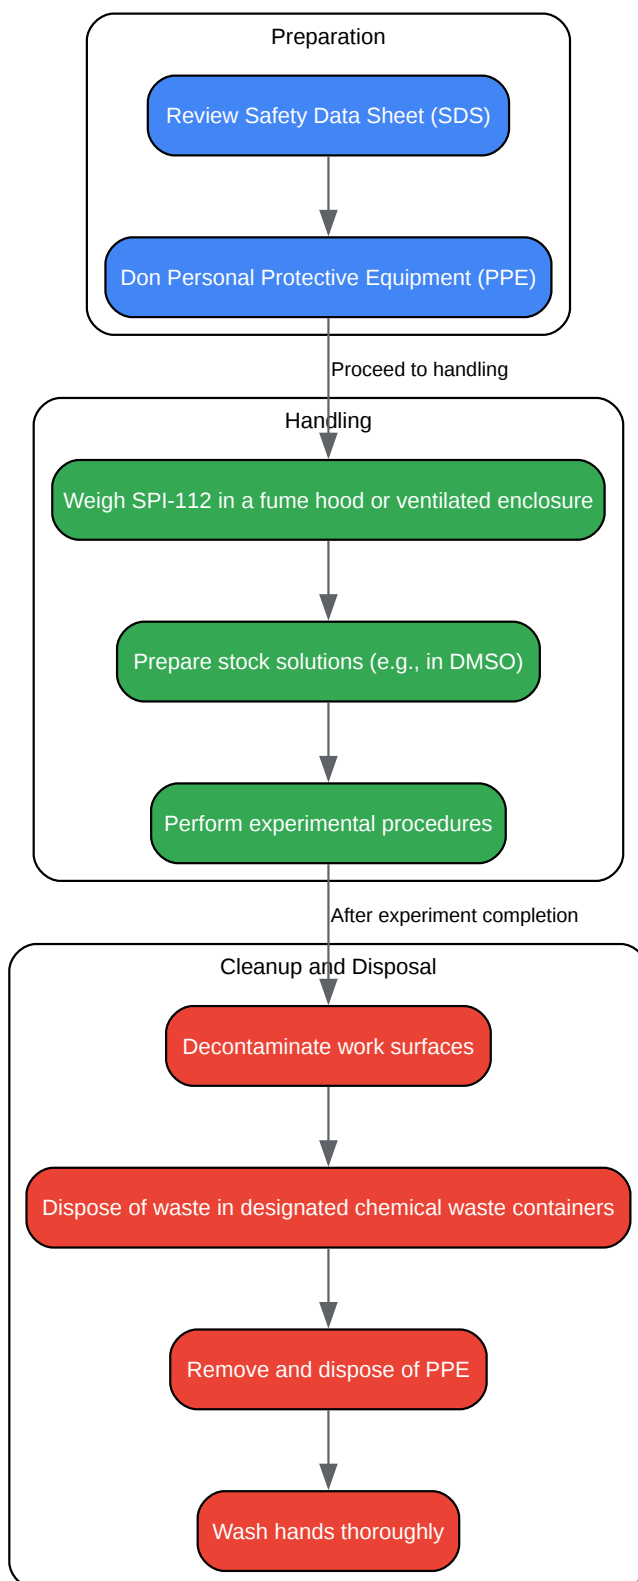 Preparation
Review Safety Data Sheet (SDS)
Don Personal Protective Equipment (PPE)
Proceed to handling
Handling
Weigh SPI-112 in a fume hood or ventilated enclosure
Prepare stock solutions (e.g., in DMSO)
Perform experimental procedures
After experiment completion
Cleanup and Disposal
Decontaminate work surfaces
Dispose of waste in designated chemical waste containers
Remove and dispose of PPE
Wash hands thoroughly